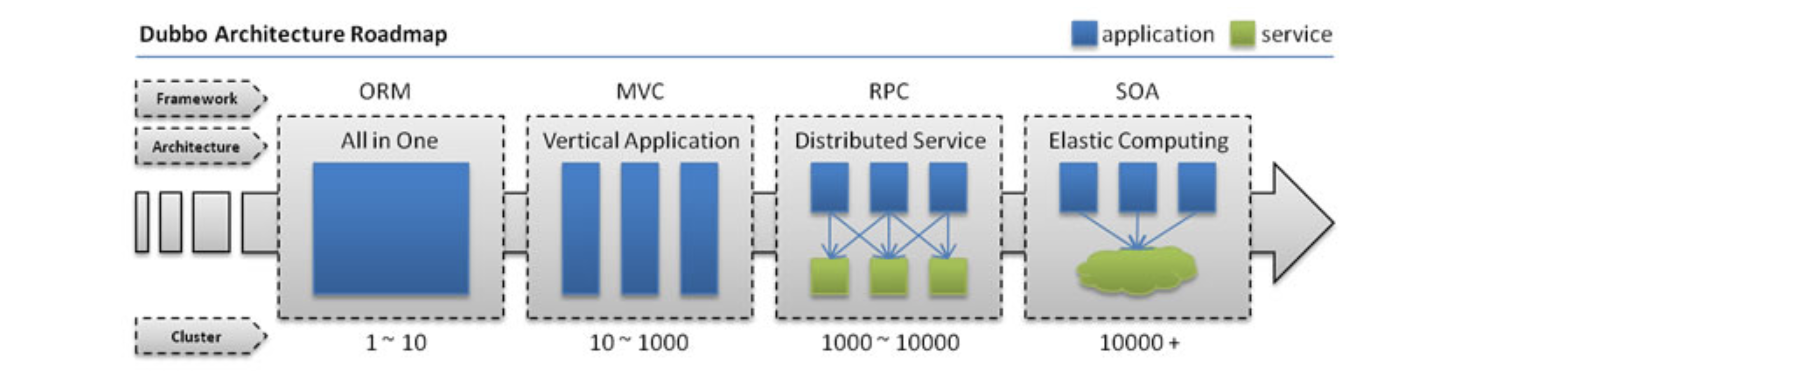 Dubbo Architecture Roadmap
application
service
Framework
ORM
MVC
RPC
SOA
Architecture
All in One
Vertical Application
Distributed Service
Elastic Computing
Cluster
1 ~ 10
10 ~ 1000
1000 ~ 10000
10000 +